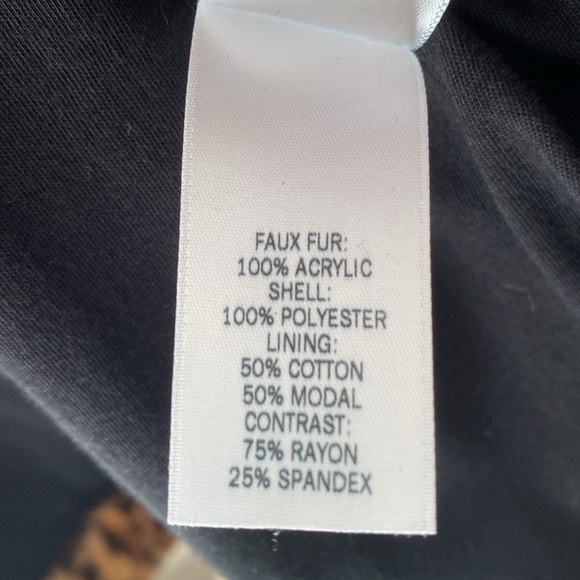 FAUX FUR:
100% ACRYLIC
SHELL:
100% POLYESTER
LINING:
50% COTTON
50% MODAL
CONTRAST:
75% RAYON
25% SPANDEX